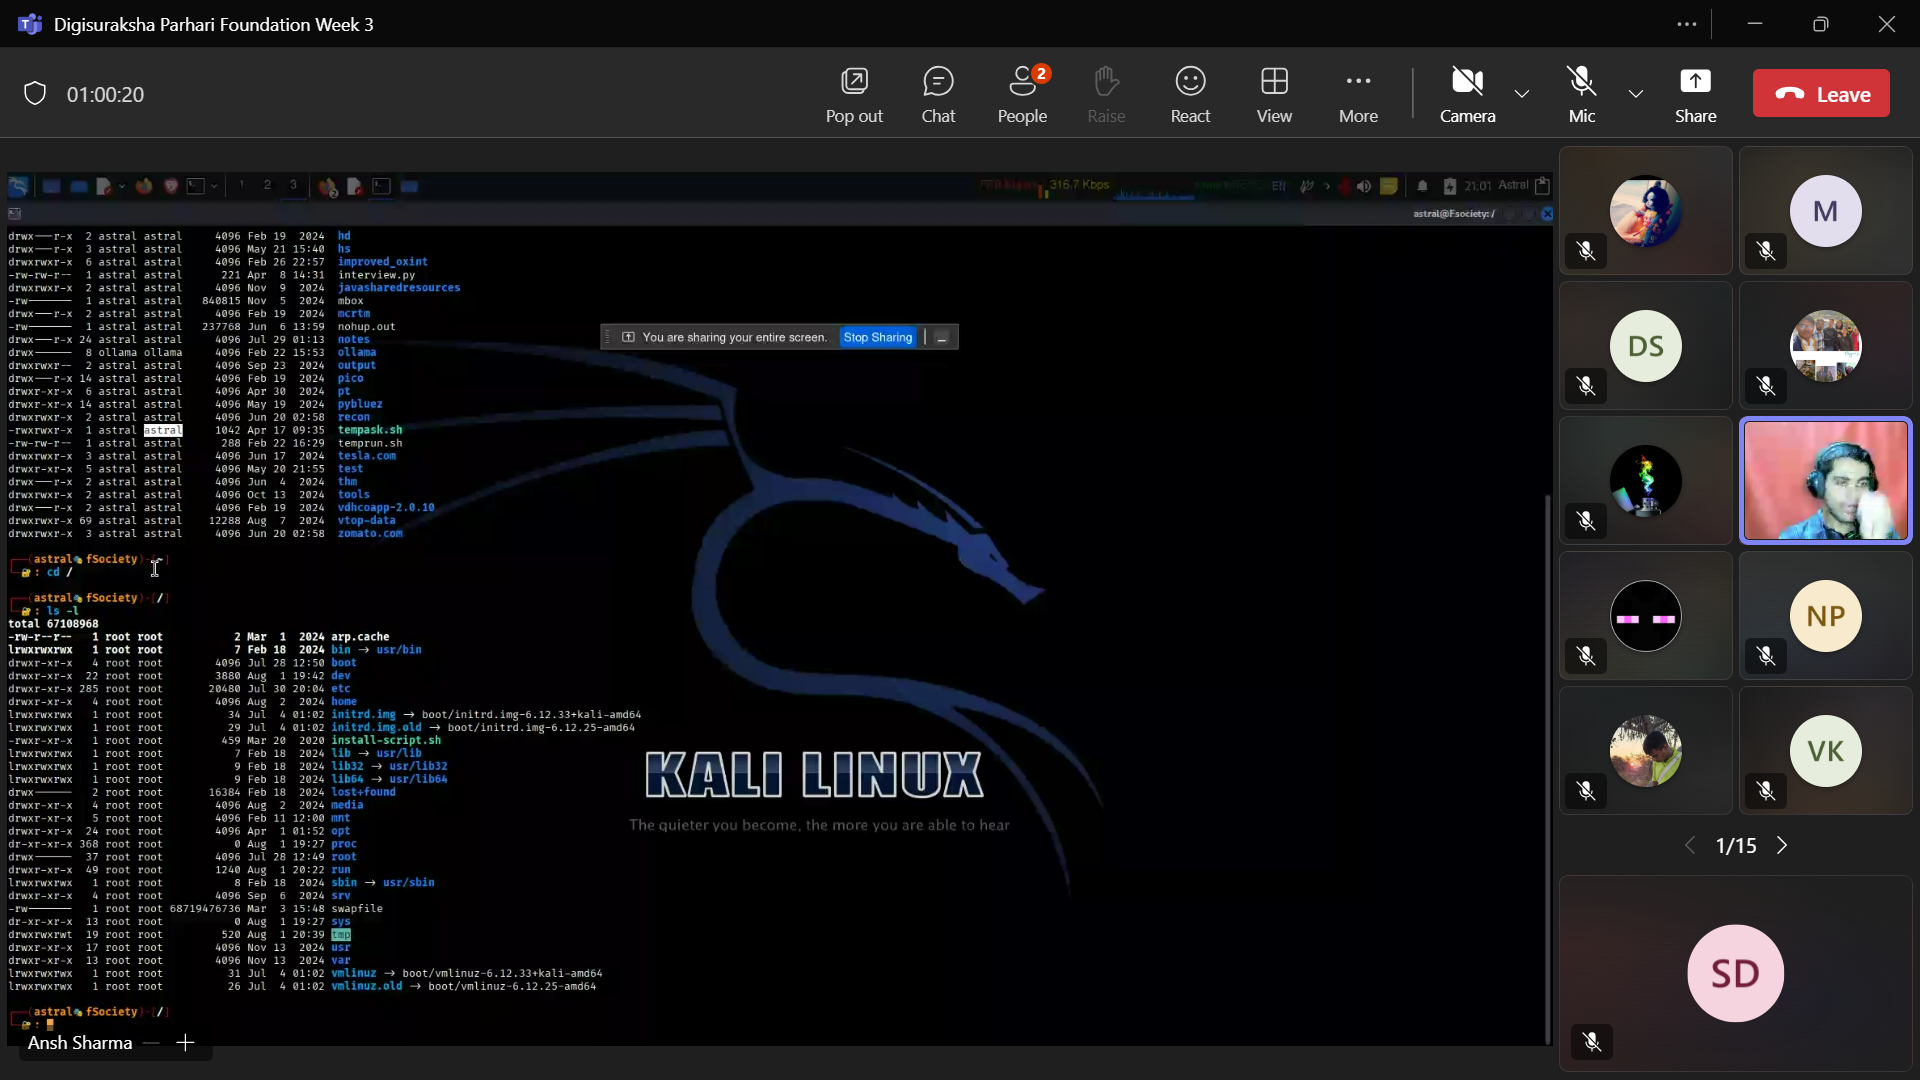 Digisuraksha Parhari Foundation Week 3
01:00:20
Pop out
Chat
2
People
Raise
React
View
More
Camera
Mic
Share
Leave
1 2 3
316.7 Kbps
EN
21:01 Astral
astral@fsociety: /
drwx---r-x 2 astral astral 4096 Feb 19 2024 hd
drwx---r-x 3 astral astral 4096 May 21 15:40 hs
drwxrwxr-x 6 astral astral 4096 Feb 26 22:57 improved_oxint
-rw-rw-r-- 1 astral astral 221 Apr 8 14:31 interview.py
drwxrwxr-x 2 astral astral 4096 Nov 9 2024 javasharedresources
-rw------- 1 astral astral 840815 Nov 5 2024 mbox
drwx---r-x 2 astral astral 4096 Feb 19 2024 mcrtm
-rw------- 1 astral astral 237768 Jun 6 13:59 nohup.out
drwx---r-x 24 astral astral 4096 Jul 29 01:13 notes
drwx------ 8 ollama ollama 4096 Feb 22 15:53 ollama
drwxrwxr-- 2 astral astral 4096 Sep 23 2024 output
drwx---r-x 14 astral astral 4096 Feb 19 2024 pico
drwxr-xr-x 6 astral astral 4096 Apr 30 2024 pt
drwxr-xr-x 14 astral astral 4096 May 19 2024 pybluez
drwxrwxr-x 2 astral astral 4096 Jun 20 02:58 recon
-rwxrwxr-x 1 astral astral 1042 Apr 17 09:35 tempask.sh
-rw-rw-r-- 1 astral astral 288 Feb 22 16:29 temprun.sh
drwxrwxr-x 3 astral astral 4096 Jun 17 2024 tesla.com
drwxr-xr-x 5 astral astral 4096 May 20 21:55 test
drwx---r-x 2 astral astral 4096 Jun 4 2024 thm
drwxrwxr-x 2 astral astral 4096 Oct 13 2024 tools
drwx---r-x 2 astral astral 4096 Feb 19 2024 vdhcoapp-2.0.10
drwxrwxr-x 69 astral astral 12288 Aug 7 2024 vtop-data
drwxrwxr-x 3 astral astral 4096 Jun 20 02:58 zomato.com
You are sharing your entire screen. Stop Sharing
(astral fSociety)-[~]
: cd /
(astral fSociety)-[/]
: ls -l
total 67108968
-rw-r--r-- 1 root root 2 Mar 1 2024 arp.cache
lrwxrwxrwx 1 root root 7 Feb 18 2024 bin → usr/bin
drwxr-xr-x 4 root root 4096 Jul 28 12:50 boot
drwxr-xr-x 22 root root 3880 Aug 1 19:42 dev
drwxr-xr-x 285 root root 20480 Jul 30 20:04 etc
drwxr-xr-x 4 root root 4096 Aug 2 2024 home
lrwxrwxrwx 1 root root 34 Jul 4 01:02 initrd.img → boot/initrd.img-6.12.33+kali-amd64
lrwxrwxrwx 1 root root 29 Jul 4 01:02 initrd.img.old → boot/initrd.img-6.12.25-amd64
-rwxr-xr-x 1 root root 459 Mar 20 2020 install-script.sh
lrwxrwxrwx 1 root root 7 Feb 18 2024 lib → usr/lib
lrwxrwxrwx 1 root root 9 Feb 18 2024 lib32 → usr/lib32
lrwxrwxrwx 1 root root 9 Feb 18 2024 lib64 → usr/lib64
drwx------ 2 root root 16384 Feb 18 2024 lost+found
drwxr-xr-x 4 root root 4096 Aug 2 2024 media
drwxr-xr-x 5 root root 4096 Feb 11 12:00 mnt
drwxr-xr-x 24 root root 4096 Apr 1 01:52 opt
dr-xr-xr-x 368 root root 0 Aug 1 19:27 proc
drwx------ 37 root root 4096 Jul 28 12:49 root
drwxr-xr-x 49 root root 1240 Aug 1 20:22 run
lrwxrwxrwx 1 root root 8 Feb 18 2024 sbin → usr/sbin
drwxr-xr-x 4 root root 4096 Sep 6 2024 srv
-rw------- 1 root root 68719476736 Mar 3 15:48 swapfile
dr-xr-xr-x 13 root root 0 Aug 1 19:27 sys
drwxrwxrwt 19 root root 520 Aug 1 20:39 tmp
drwxr-xr-x 17 root root 4096 Nov 13 2024 usr
drwxr-xr-x 13 root root 4096 Nov 13 2024 var
lrwxrwxrwx 1 root root 31 Jul 4 01:02 vmlinuz → boot/vmlinuz-6.12.33+kali-amd64
lrwxrwxrwx 1 root root 26 Jul 4 01:02 vmlinuz.old → boot/vmlinuz-6.12.25-amd64
(astral fSociety)-[/]
:
KALI LINUX
The quieter you become, the more you are able to hear
Ansh Sharma
M
DS
NP
VK
1/15
SD